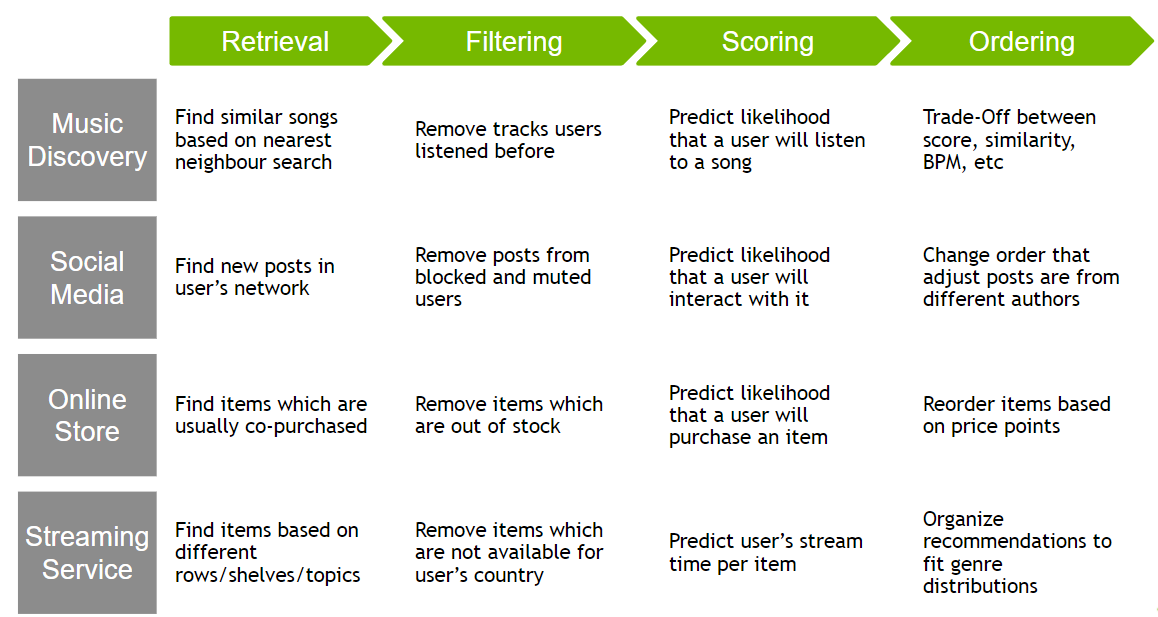 Retrieval
Filtering
Scoring
Ordering
Music
Discovery
Find similar songs
based on nearest
neighbour search
Remove tracks users
listened before
Predict likelihood
that a user will listen
to a song
Trade-Off between
score, similarity,
BPM, etc
Social
Media
Find new posts in
user's network
Remove posts from
blocked and muted
users
Predict likelihood
that a user will
interact with it
Change order that
adjust posts are from
different authors
Online
Store
Find items which are
usually co-purchased
Remove items which
are out of stock
Predict likelihood
that a user will
purchase an item
Reorder items based
on price points
Streaming
Service
Find items based on
different
rows/shelves/topics
Remove items which
are not available for
user's country
Predict user's stream
time per item
Organize
recommendations to
fit genre
distributions